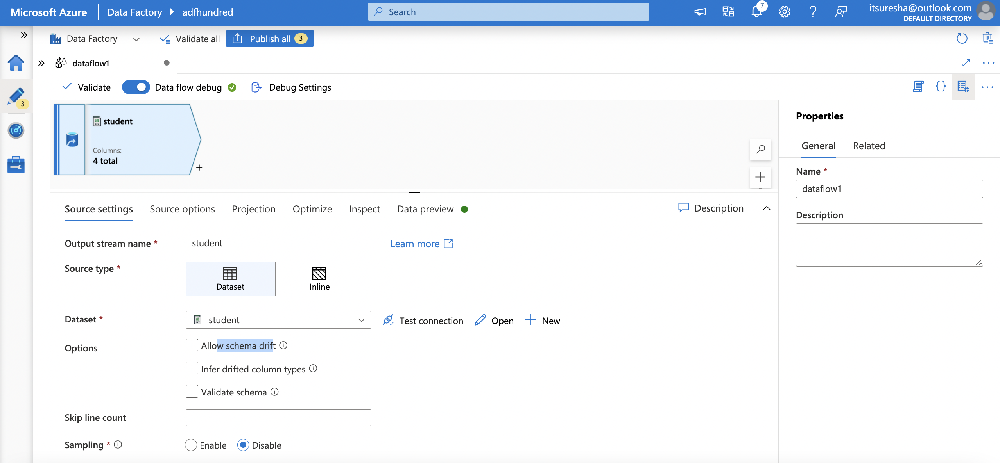 Microsoft Azure
Data Factory
adfhundred
Search
7
itsuresha@outlook.com
DEFAULT DIRECTORY
Data Factory
Validate all
Publish all 3
dataflow1
3
Validate
Data flow debug
Debug Settings
student
Columns:
4 total
Properties
General
Related
Name *
dataflow1
Description
Source settings
Source options
Projection
Optimize
Inspect
Data preview
Description
Output stream name *
student
Learn more
Source type *
Dataset
Inline
Dataset *
student
Test connection
Open
New
Options
Allow schema drift
Infer drifted column types
Validate schema
Skip line count
Sampling *
Enable
Disable